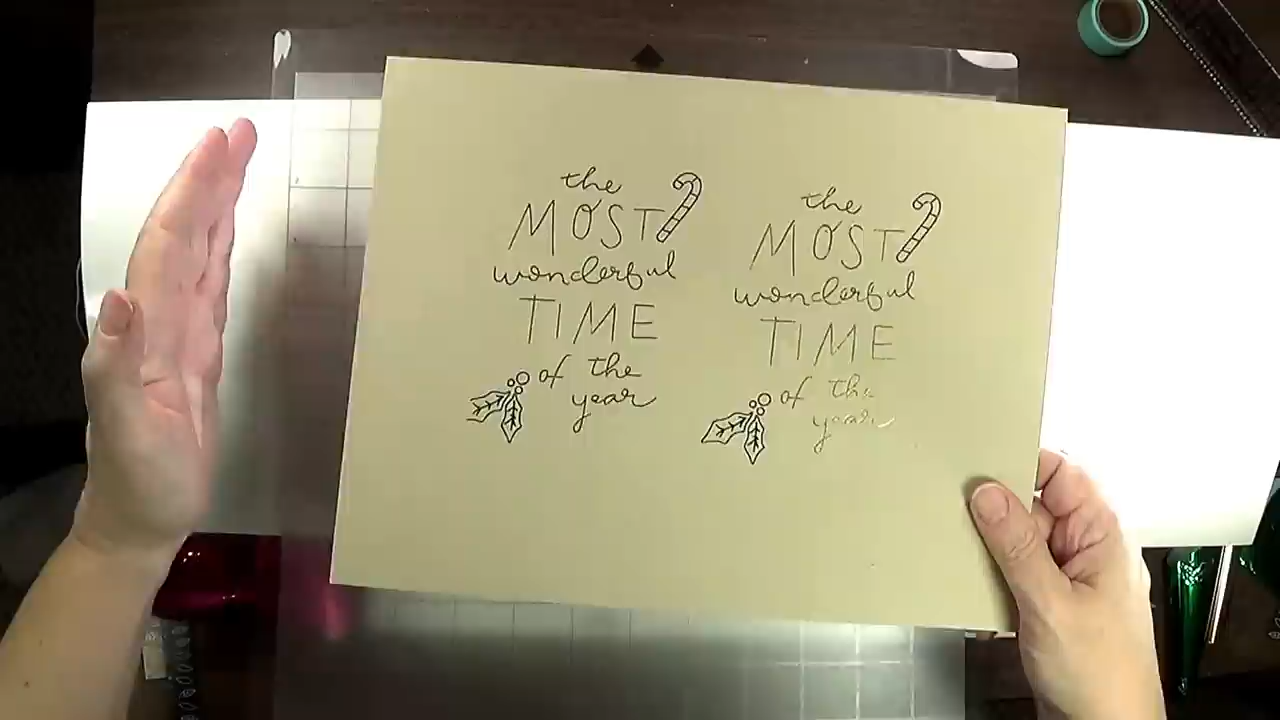 the
MOST
wonderful
TIME
of the
year
the
MOST
wonderful
TIME
of the
year